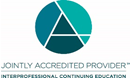 JOINTLY ACCREDITED PROVIDER™
INTERPROFESSIONAL CONTINUING EDUCATION